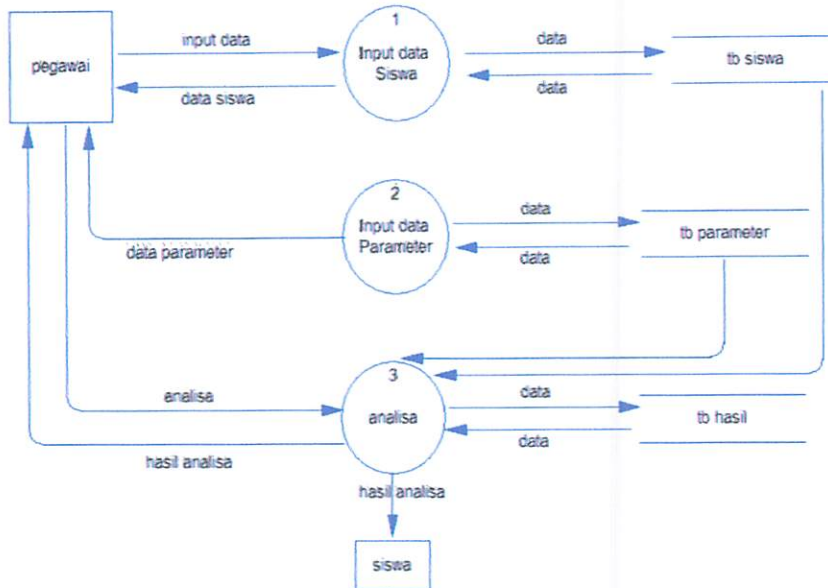 1
input data
Input data
Siswa
data
pegawai
tb siswa
data siswa
data
2
data
Input data
Parameter
tb parameter
data parameter
data
3
analisa
data
analisa
tb hasil
data
hasil analisa
hasil analisa
siswa